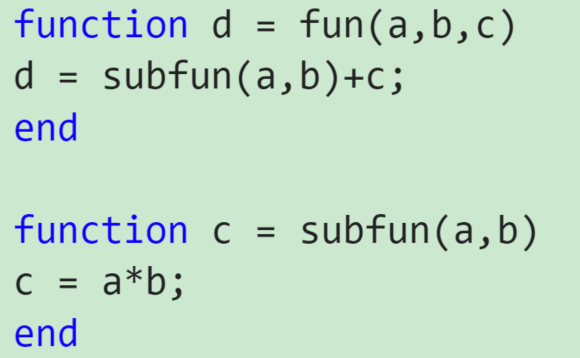 function d = fun(a,b,c)
d = subfun(a,b)+c;
end
function c = subfun(a,b)
c = a*b;
end